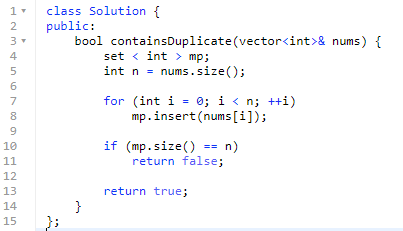 1 class Solution {
2 public:
3     bool containsDuplicate(vector<int>& nums) {
4         set < int > mp;
5         int n = nums.size();
6
7         for (int i = 0; i < n; ++i)
8             mp.insert(nums[i]);
9
10         if (mp.size() == n)
11             return false;
12
13         return true;
14     }
15 };